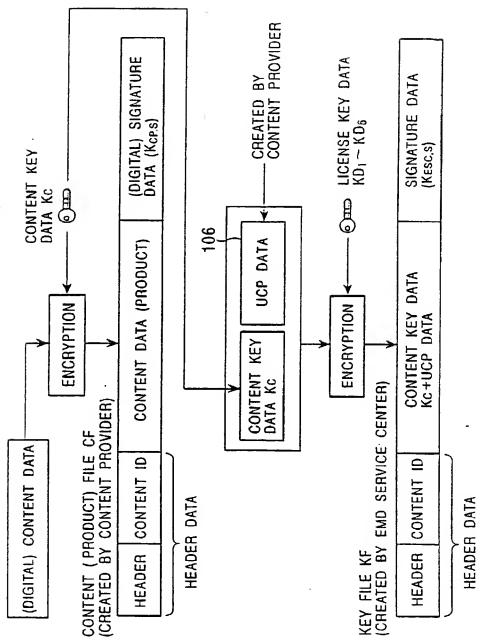 (DIGITAL) CONTENT DATA
CONTENT KEY
DATA Kc
ENCRYPTION
CONTENT (PRODUCT) FILE CF
(CREATED BY CONTENT PROVIDER)
HEADER
CONTENT ID
CONTENT DATA (PRODUCT)
(DIGITAL) SIGNATURE
DATA (KCP,S)
HEADER DATA
106
CONTENT KEY
DATA Kc
UCP DATA
CREATED BY
CONTENT PROVIDER
ENCRYPTION
LICENSE KEY DATA
KD1 ~ KD6
KEY FILE KF
(CREATED BY EMD SERVICE CENTER)
HEADER
CONTENT ID
CONTENT KEY DATA
Kc+UCP DATA
SIGNATURE DATA
(KESC,S)
HEADER DATA